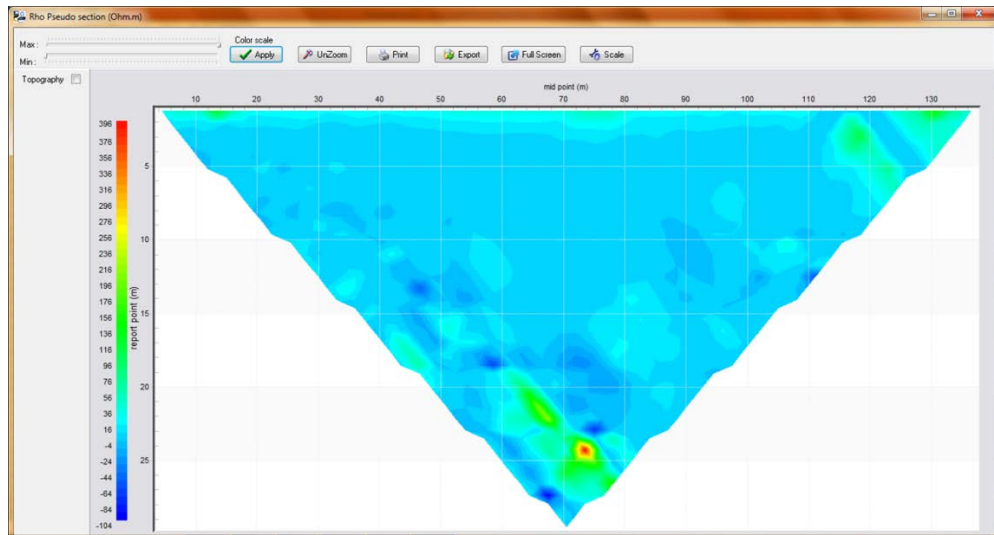 Rho Pseudo section (Ohm.m)
Color scale
Max :
Min :
Apply
UnZoom
Print
Export
Full Screen
Scale
Topography
mid point (m)
10 20 30 40 50 60 70 80 90 100 110 120 130
396
376
356
336
316
296
276
256
236
216
196
176
156
136
116
96
76
56
36
16
-4
-24
-44
-64
-84
-104
report point (m)
5
10
15
20
25